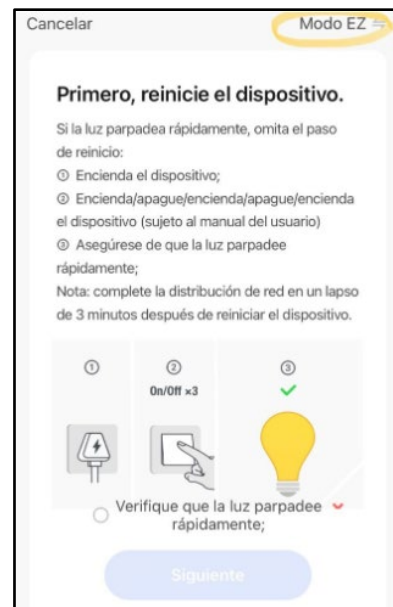 Cancelar Modo EZ
Primero, reinicie el dispositivo.
Si la luz parpadea rápidamente, omita el paso
de reinicio:
① Encienda el dispositivo;
② Encienda/apague/encienda/apague/encienda
el dispositivo (sujeto al manual del usuario)
③ Asegúrese de que la luz parpadee
rápidamente;
Nota: complete la distribución de red en un lapso
de 3 minutos después de reiniciar el dispositivo.
① ② ③
On/Off ×3
Verifique que la luz parpadee
rápidamente;
Siguiente